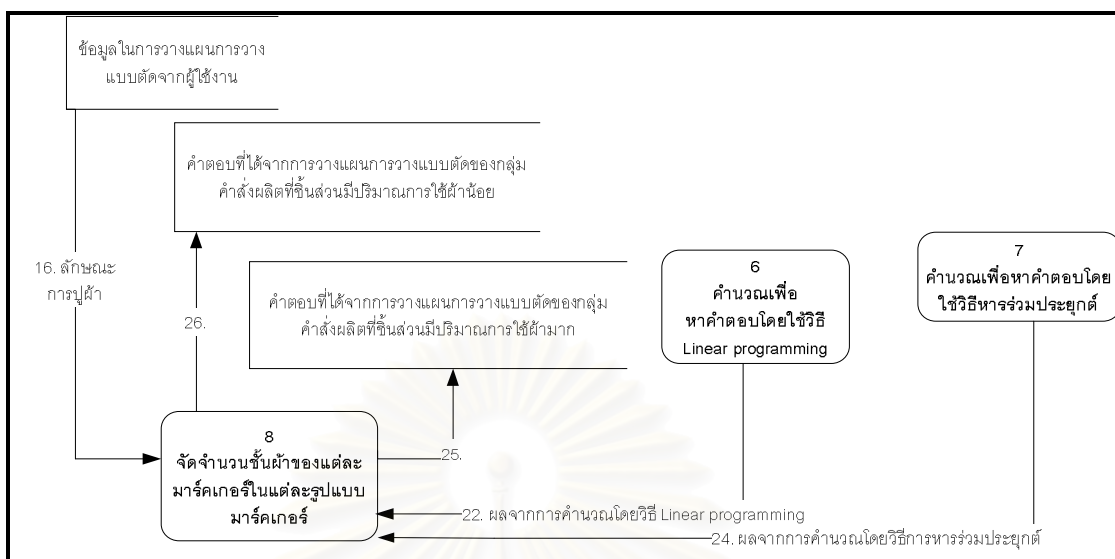 ข้อมูลในการวางแผนการวาง
แบบตัดจากผู้ใช้งาน
คำตอบที่ได้จากการวางแผนการวางแบบตัดของกลุ่ม
คำสั่งผลิตที่ชิ้นส่วนมีปริมาณการใช้ผ้าน้อย
16. ลักษณะ
การปูผ้า
26.
คำตอบที่ได้จากการวางแผนการวางแบบตัดของกลุ่ม
คำสั่งผลิตที่ชิ้นส่วนมีปริมาณการใช้ผ้ามาก
6
คำนวณเพื่อ
หาคำตอบโดยใช้วิธี
Linear programming
7
คำนวณเพื่อหาคำตอบโดย
ใช้วิธีหารร่วมประยุกต์
8
จัดจำนวนชั้นผ้าของแต่ละ
มาร์คเกอร์ในแต่ละรูปแบบ
มาร์คเกอร์
25.
22. ผลจากการคำนวณโดยวิธี Linear programming
24. ผลจากการคำนวณโดยวิธีการหารร่วมประยุกต์